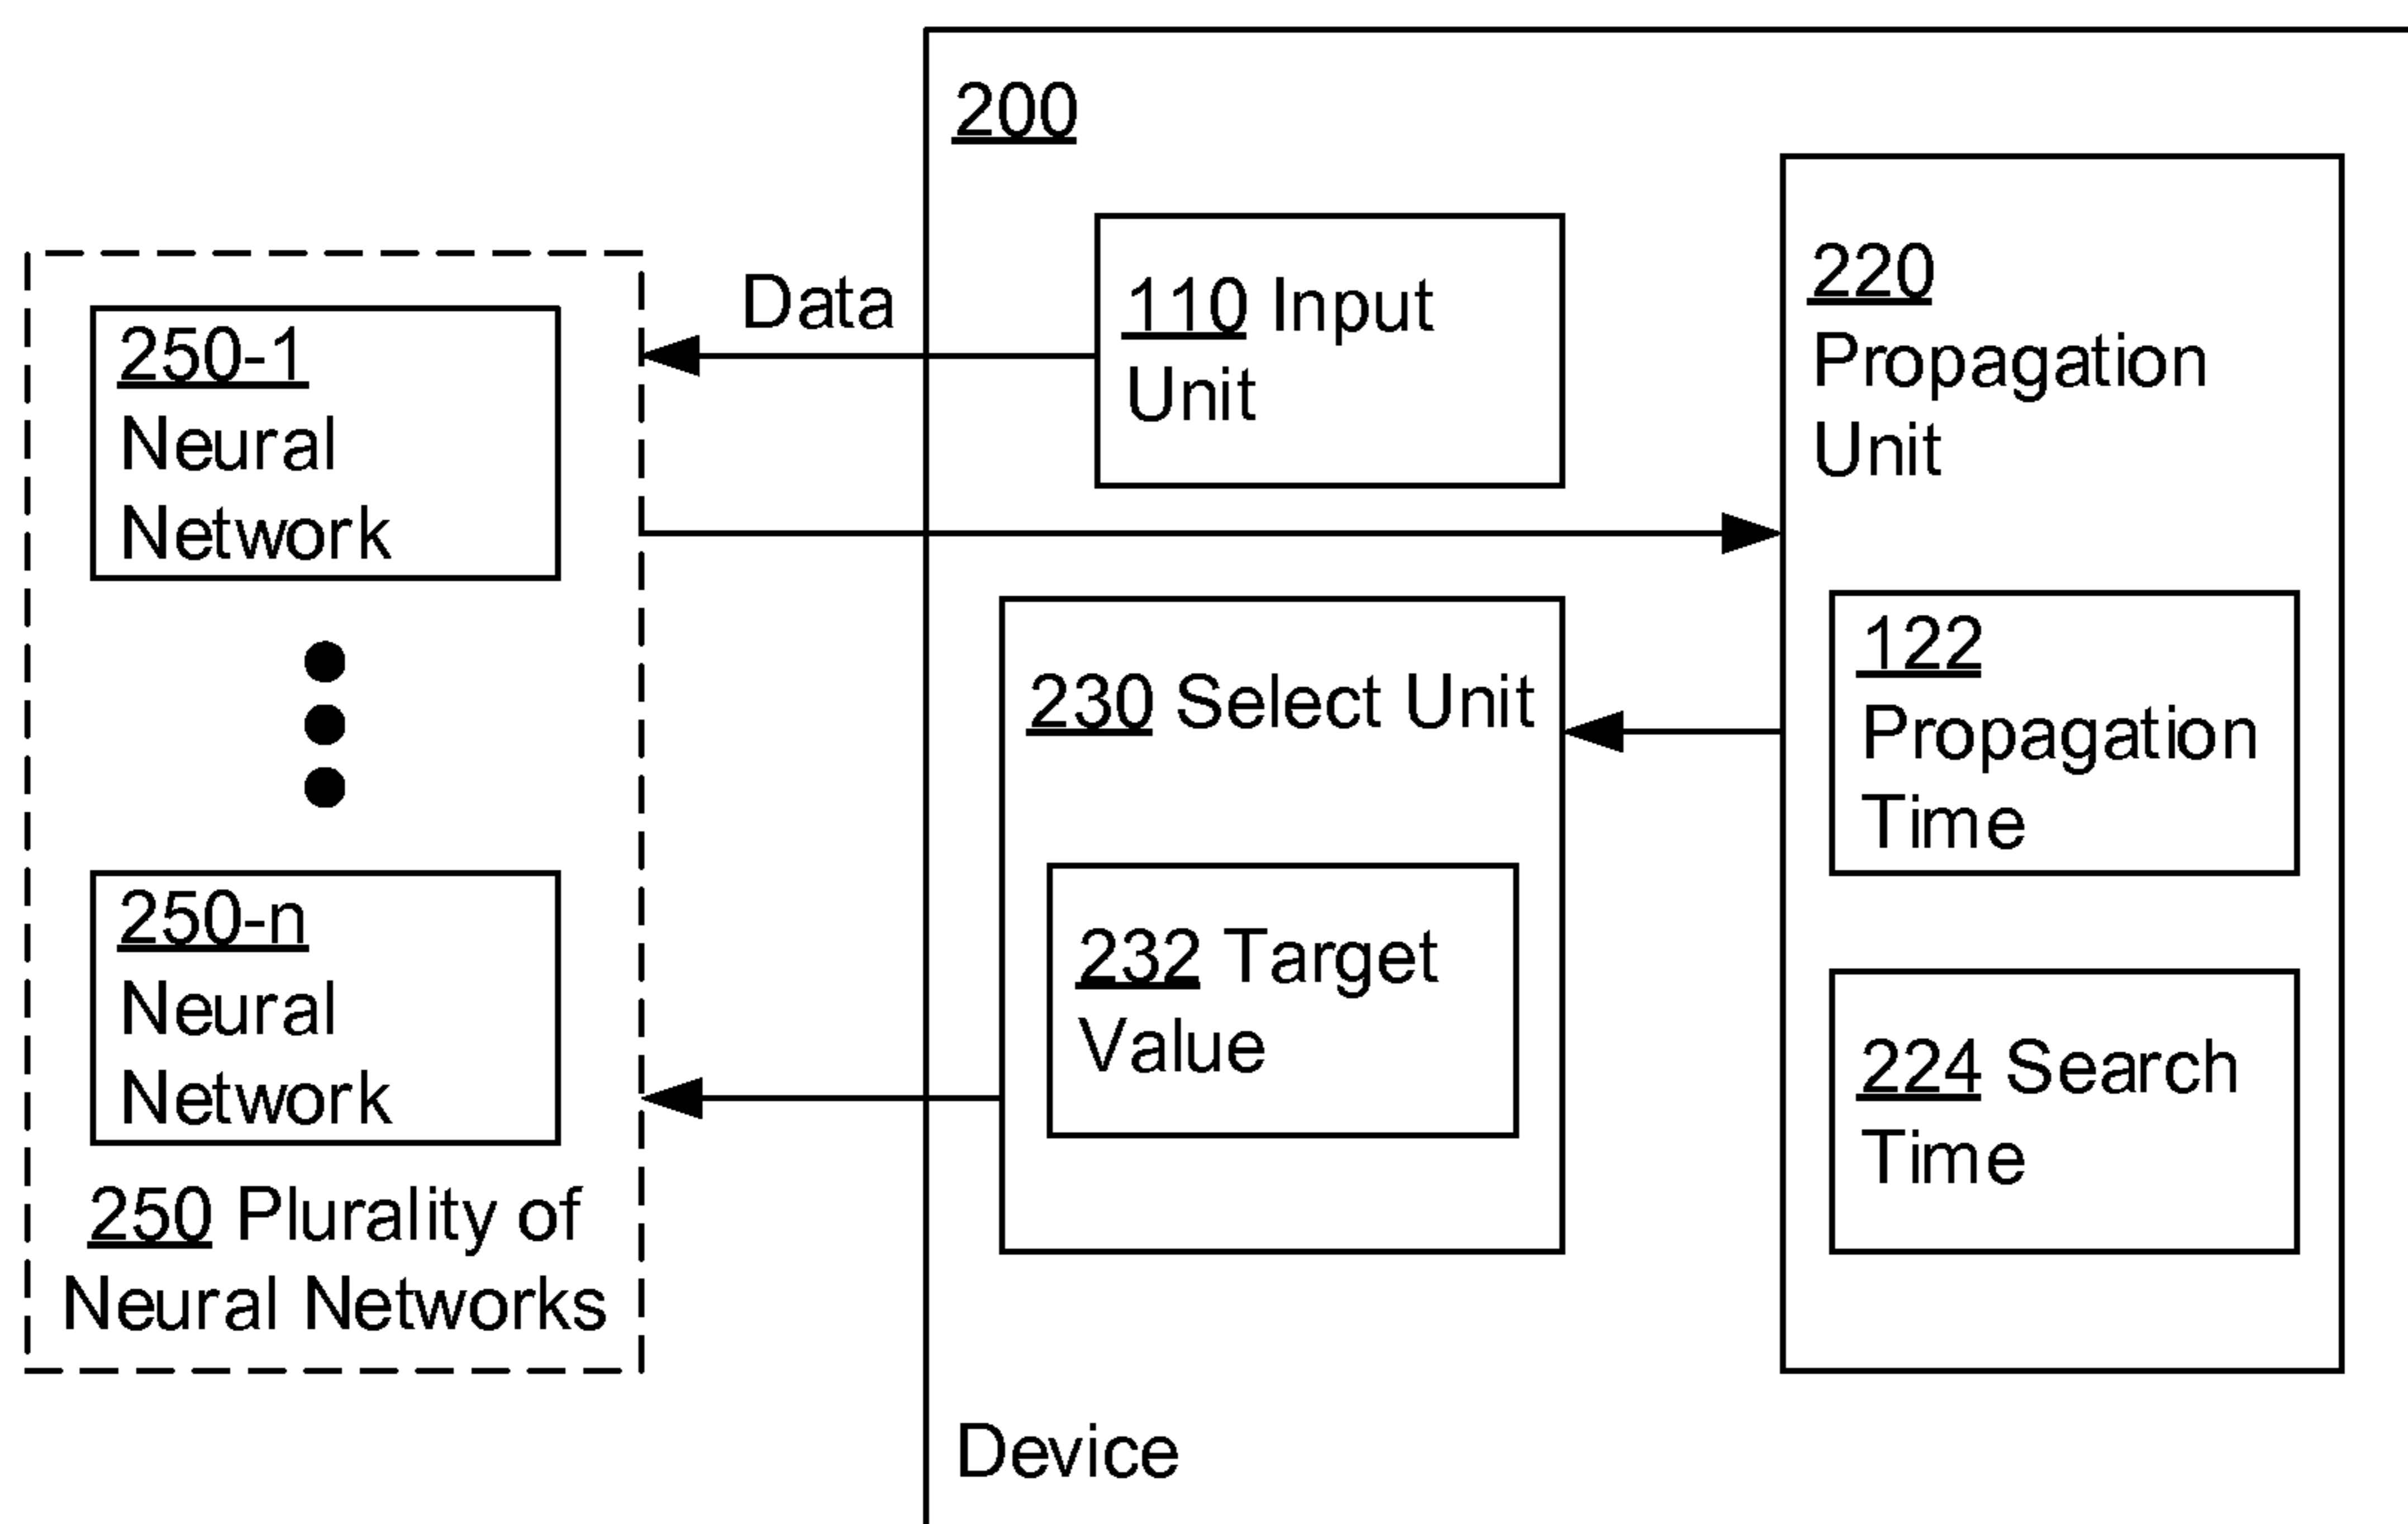 200
Data
110 Input
Unit
220
Propagation
Unit
250-1
Neural
Network
122
Propagation
Time
230 Select Unit
232 Target
Value
250-n
Neural
Network
224 Search
Time
250 Plurality of
Neural Networks
Device